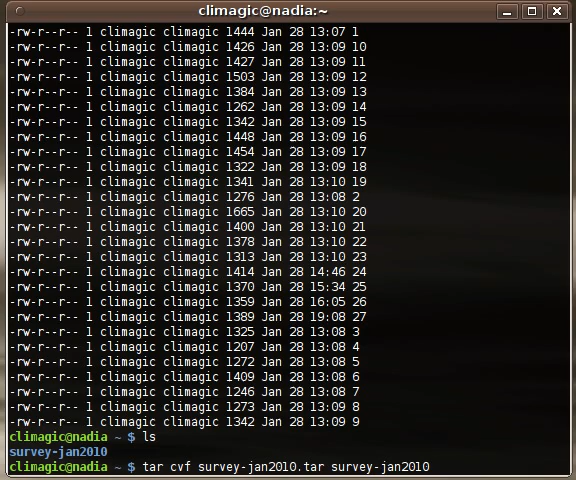 climagic@nadia:~
-rw-r--r-- 1 climagic climagic 1444 Jan 28 13:07 1
-rw-r--r-- 1 climagic climagic 1426 Jan 28 13:09 10
-rw-r--r-- 1 climagic climagic 1427 Jan 28 13:09 11
-rw-r--r-- 1 climagic climagic 1503 Jan 28 13:09 12
-rw-r--r-- 1 climagic climagic 1384 Jan 28 13:09 13
-rw-r--r-- 1 climagic climagic 1262 Jan 28 13:09 14
-rw-r--r-- 1 climagic climagic 1342 Jan 28 13:09 15
-rw-r--r-- 1 climagic climagic 1448 Jan 28 13:09 16
-rw-r--r-- 1 climagic climagic 1454 Jan 28 13:09 17
-rw-r--r-- 1 climagic climagic 1322 Jan 28 13:09 18
-rw-r--r-- 1 climagic climagic 1341 Jan 28 13:10 19
-rw-r--r-- 1 climagic climagic 1276 Jan 28 13:08 2
-rw-r--r-- 1 climagic climagic 1665 Jan 28 13:10 20
-rw-r--r-- 1 climagic climagic 1400 Jan 28 13:10 21
-rw-r--r-- 1 climagic climagic 1378 Jan 28 13:10 22
-rw-r--r-- 1 climagic climagic 1313 Jan 28 13:10 23
-rw-r--r-- 1 climagic climagic 1414 Jan 28 14:46 24
-rw-r--r-- 1 climagic climagic 1370 Jan 28 15:34 25
-rw-r--r-- 1 climagic climagic 1359 Jan 28 16:05 26
-rw-r--r-- 1 climagic climagic 1389 Jan 28 19:08 27
-rw-r--r-- 1 climagic climagic 1325 Jan 28 13:08 3
-rw-r--r-- 1 climagic climagic 1207 Jan 28 13:08 4
-rw-r--r-- 1 climagic climagic 1272 Jan 28 13:08 5
-rw-r--r-- 1 climagic climagic 1409 Jan 28 13:08 6
-rw-r--r-- 1 climagic climagic 1246 Jan 28 13:08 7
-rw-r--r-- 1 climagic climagic 1273 Jan 28 13:09 8
-rw-r--r-- 1 climagic climagic 1342 Jan 28 13:09 9
climagic@nadia ~ $ ls
survey-jan2010
climagic@nadia ~ $ tar cvf survey-jan2010.tar survey-jan2010